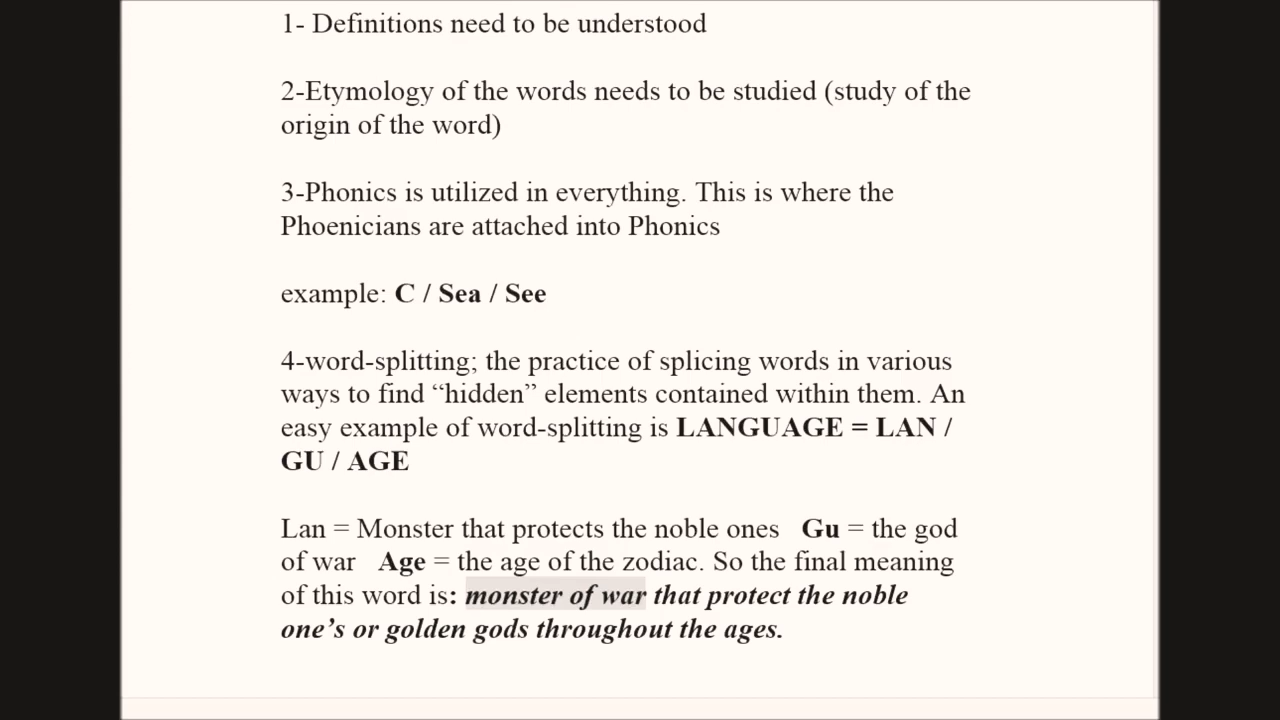 1- Definitions need to be understood
2-Etymology of the words needs to be studied (study of the
origin of the word)
3-Phonics is utilized in everything. This is where the
Phoenicians are attached into Phonics
example: C / Sea / See
4-word-splitting; the practice of splicing words in various
ways to find “hidden” elements contained within them. An
easy example of word-splitting is LANGUAGE = LAN /
GU / AGE
Lan = Monster that protects the noble ones Gu = the god
of war Age = the age of the zodiac. So the final meaning
of this word is: monster of war that protect the noble
one’s or golden gods throughout the ages.